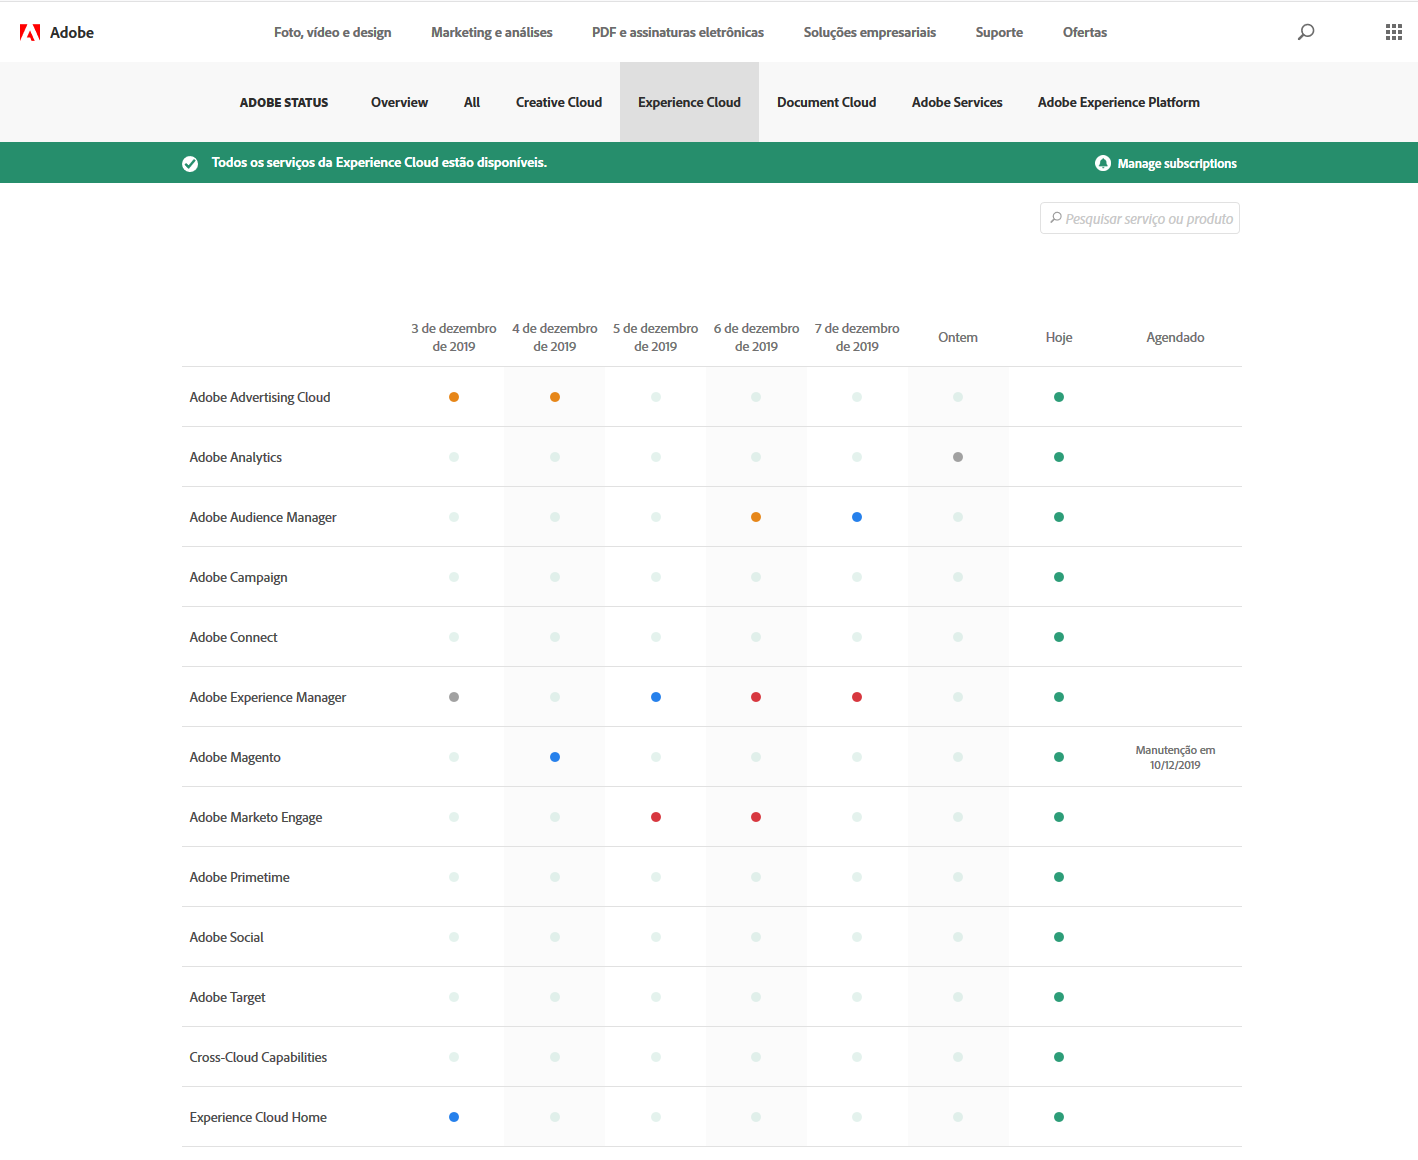 Adobe
Foto, vídeo e design
Marketing e análises
PDF e assinaturas eletrônicas
Soluções empresariais
Suporte
Ofertas
ADOBE STATUS
Overview
All
Creative Cloud
Experience Cloud
Document Cloud
Adobe Services
Adobe Experience Platform
Todos os serviços da Experience Cloud estão disponíveis.
Manage subscriptions
Pesquisar serviço ou produto
3 de dezembro
de 2019
4 de dezembro
de 2019
5 de dezembro
de 2019
6 de dezembro
de 2019
7 de dezembro
de 2019
Ontem
Hoje
Agendado
Adobe Advertising Cloud
Adobe Analytics
Adobe Audience Manager
Adobe Campaign
Adobe Connect
Adobe Experience Manager
Adobe Magento
Manutenção em
10/12/2019
Adobe Marketo Engage
Adobe Primetime
Adobe Social
Adobe Target
Cross-Cloud Capabilities
Experience Cloud Home